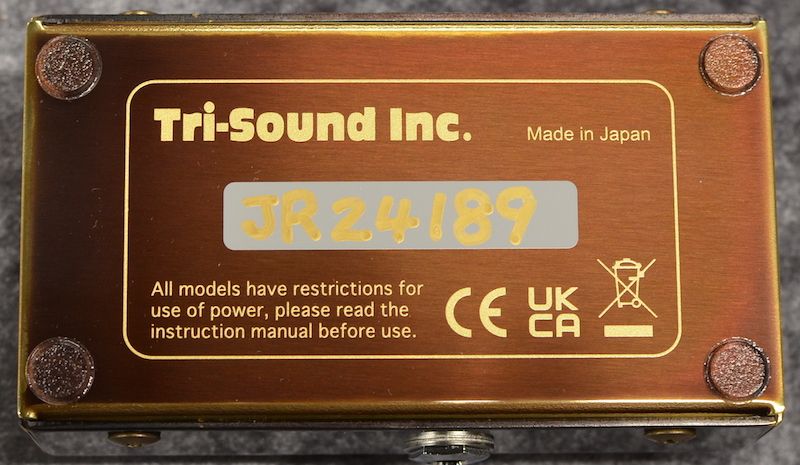 Tri-Sound Inc.
Made in Japan
JR24189
All models have restrictions for
use of power, please read the
instruction manual before use.
CE
UK
CA